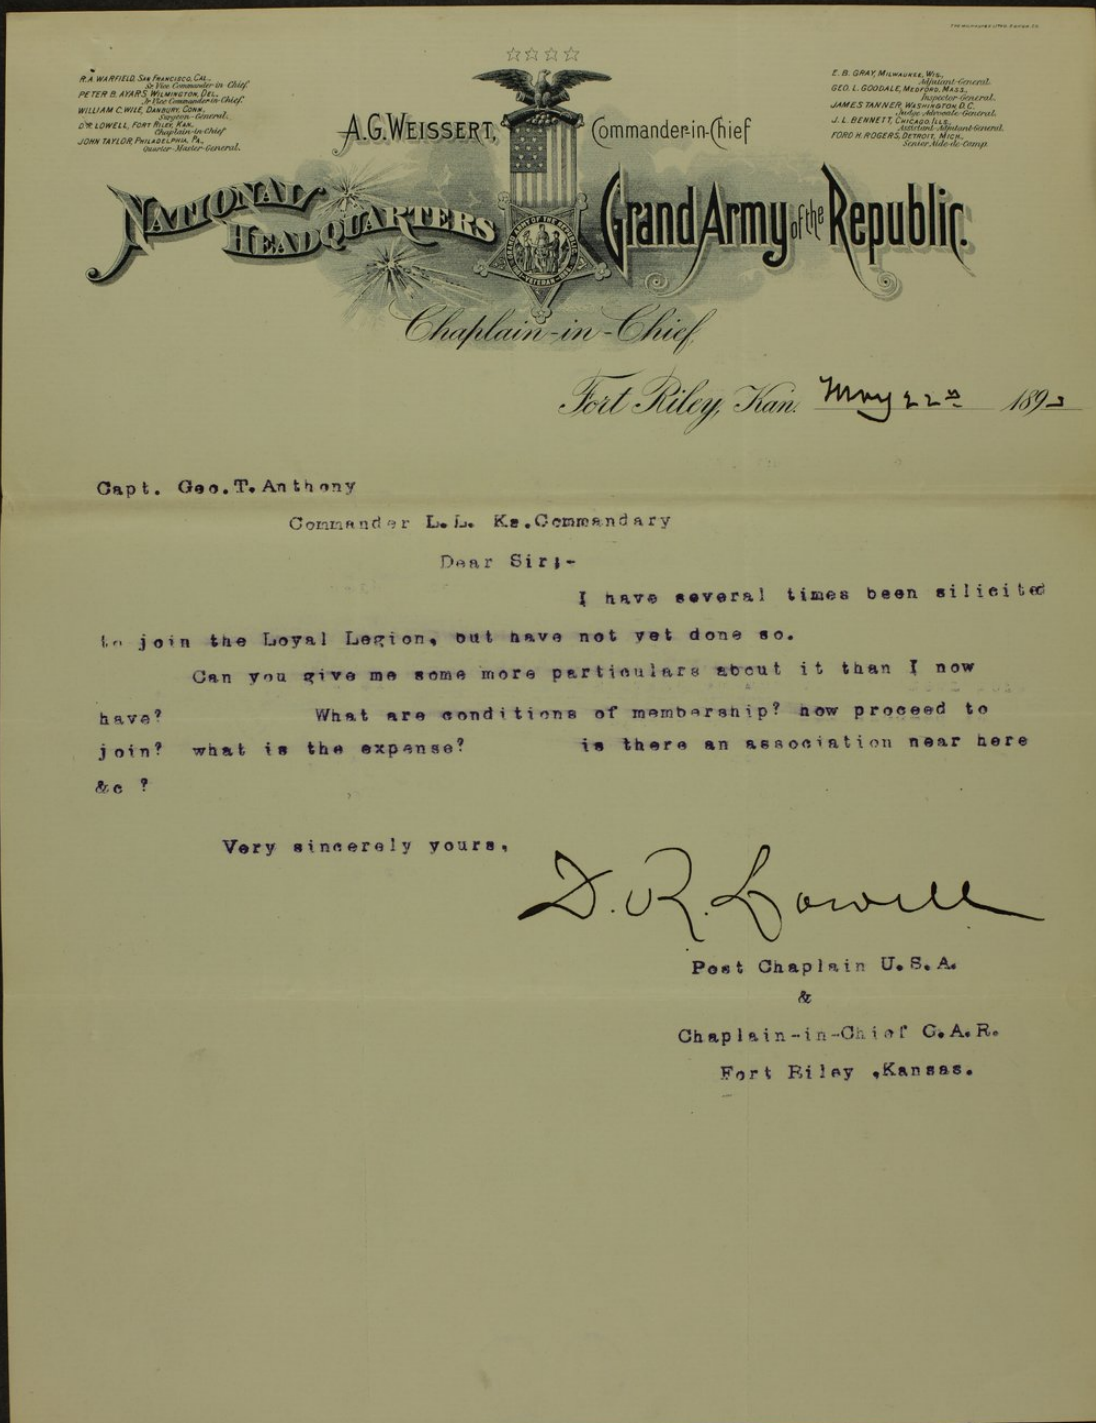 R.A. WARFIELD, SAN FRANCISCO, CAL.,
Sr Vice Commander in Chief.
PETER B. AYARS, WILMINGTON, DEL.,
Jr Vice Commander-in-Chief.
WILLIAM C. WILE, DANBURY, CONN.,
Surgeon-General.
D.R. LOWELL, FORT RILEY, KAN.,
Chaplain-in-Chief
JOHN TAYLOR, PHILADELPHIA, PA.,
Quarter-Master-General.
E. B. GRAY, MILWAUKEE, WIS.,
Adjutant-General.
GEO. L. GOODALE, MEDFORD, MASS.,
Inspector-General.
JAMES TANNER, WASHINGTON, D.C.
Judge Advocate-General.
J. L. BENNETT, CHICAGO, ILLS.,
Assistant-Adjutant-General.
FORD H. ROGERS, DETROIT, MICH.,
Senior Aide-de-Camp.
A.G. WEISSERT, Commander-in-Chief
NATIONAL HEADQUARTERS Grand Army of the Republic.
GRAND ARMY OF THE REPUBLIC
VETERAN
Chaplain-in-Chief,
Fort Riley, Kan. May 22nd 1893
Capt. Geo.T.Anthony
Commander L.L. Ks.Commandary
Dear Sir;-
I have several times been silicited
to join the Loyal Legion, but have not yet done so.
Can you give me some more particulars about it than I now
have? What are conditions of membership? how proceed to
join? what is the expense? is there an association near here
&c ?
Very sincerely yours,
D. R. Lowell
Post Chaplain U.S.A.
&
Chaplain-in-Chief G.A.R.
Fort Riley ,Kansas.